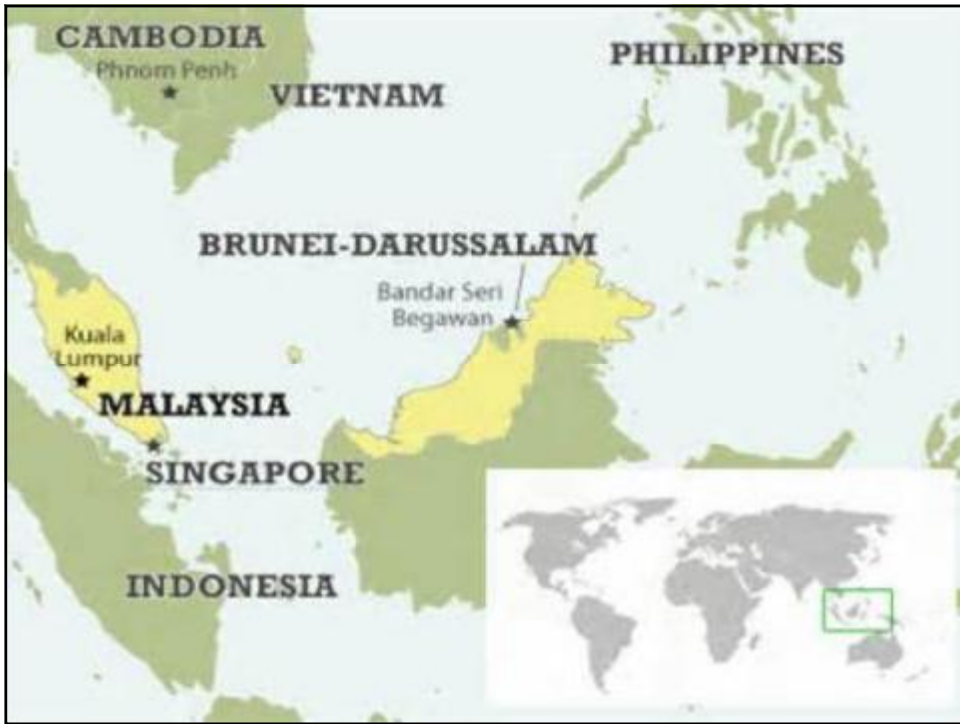 CAMBODIA
Phnom Penh
VIETNAM
PHILIPPINES
BRUNEI-DARUSSALAM
Bandar Seri
Begawan
Kuala
Lumpur
MALAYSIA
SINGAPORE
INDONESIA